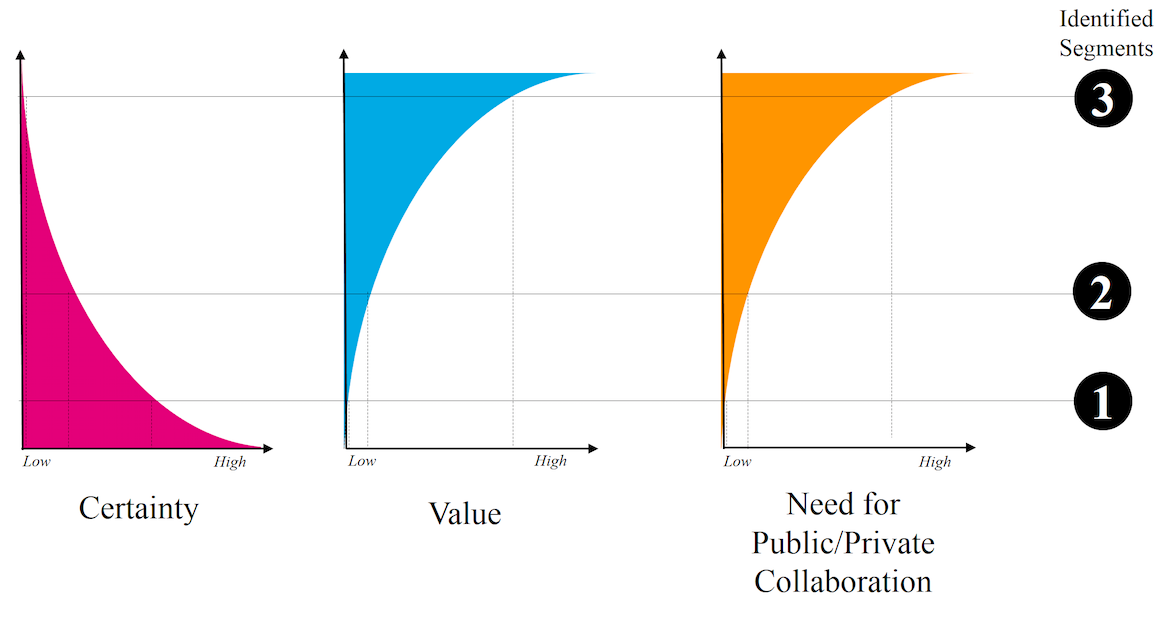 Identified
Segments
3
2
1
Low
High
Low
High
Low
High
Certainty
Value
Need for
Public/Private
Collaboration